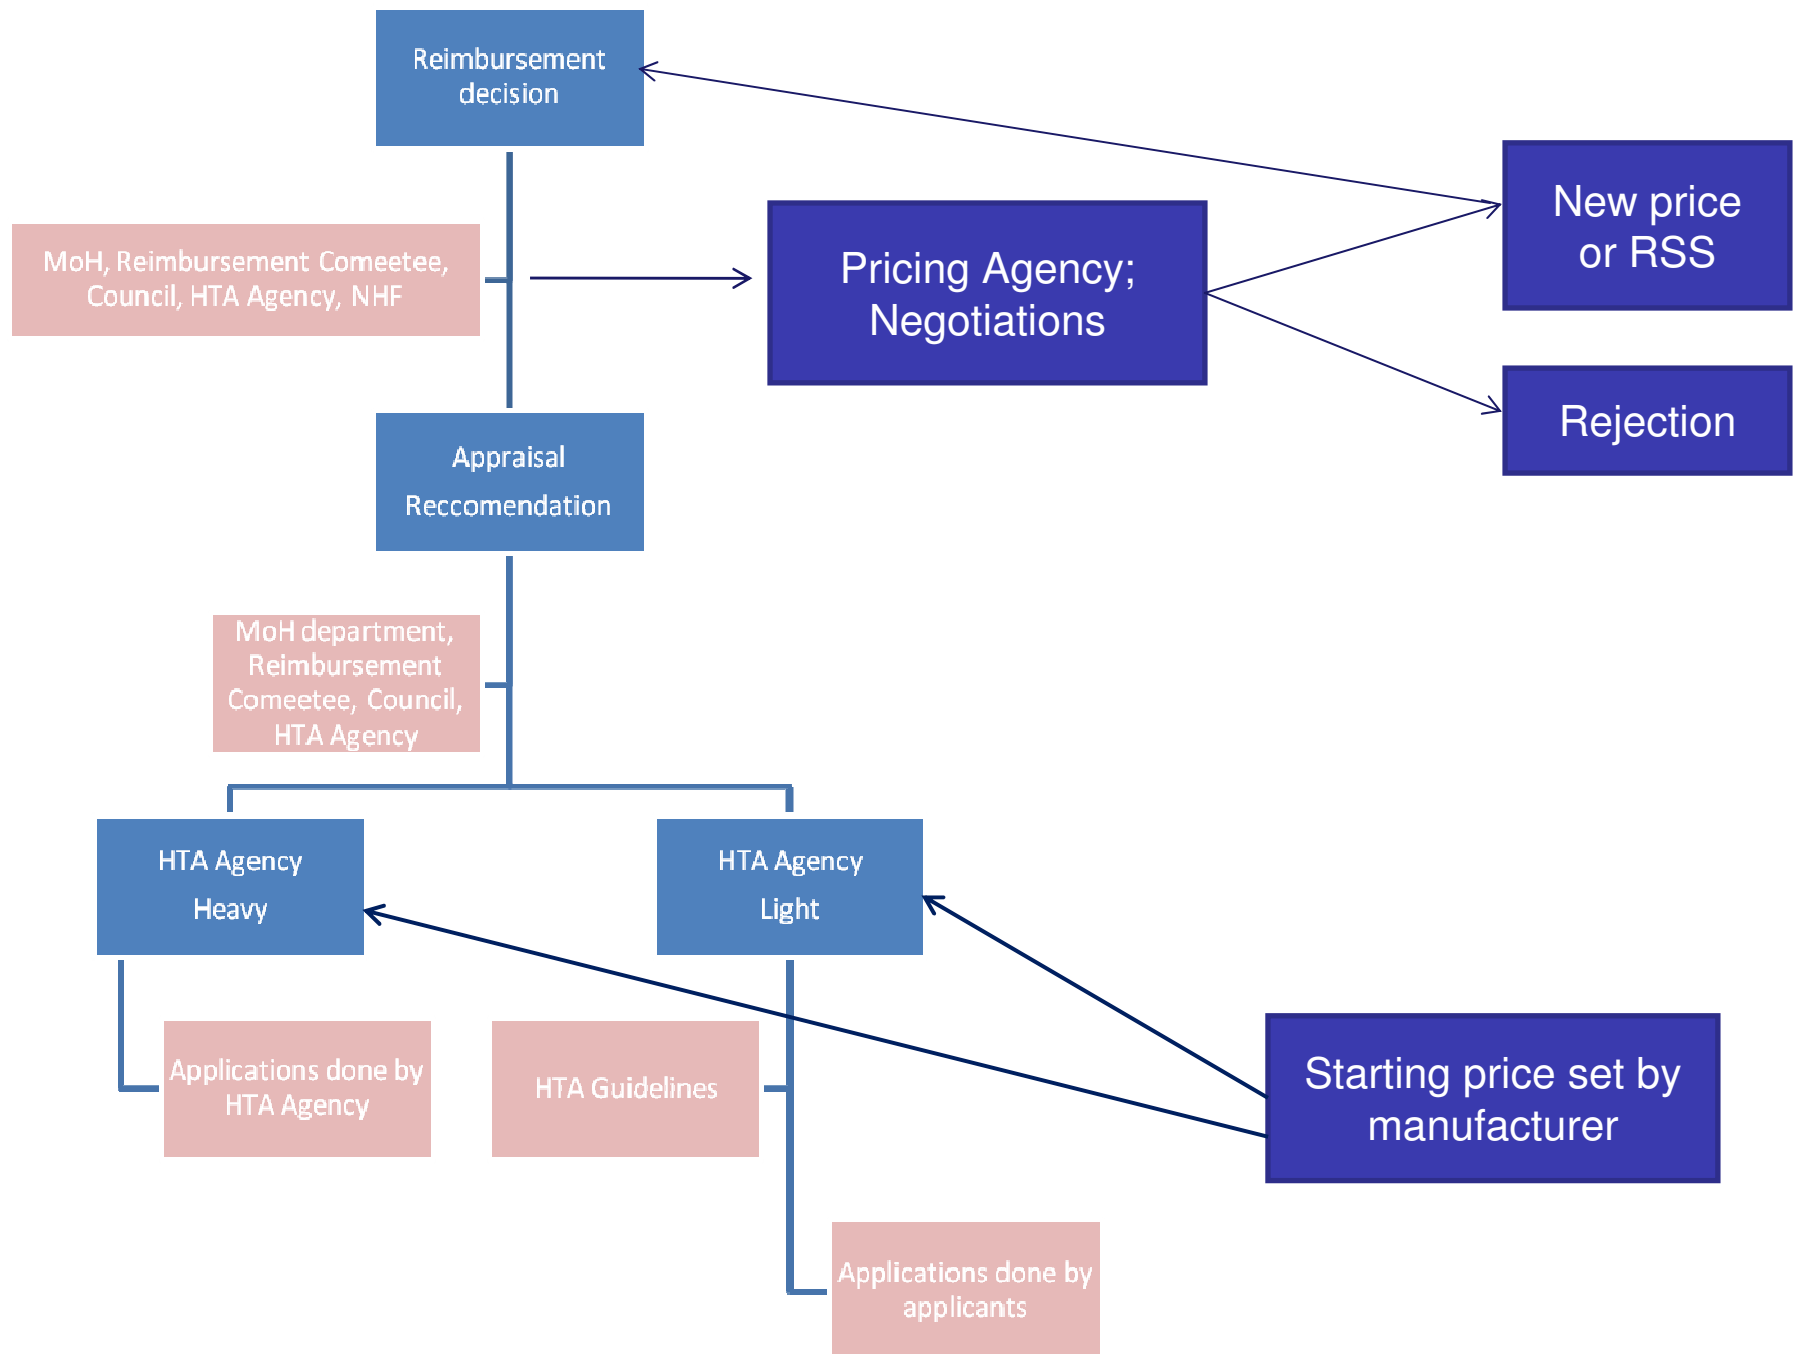 Reimbursement
decision
New price
or RSS
MoH, Reimbursement Comeetee,
Council, HTA Agency, NHF
Pricing Agency;
Negotiations
Rejection
Appraisal
Reccomendation
MoH department,
Reimbursement
Comeetee, Council,
HTA Agency
HTA Agency
Heavy
HTA Agency
Light
Applications done by
HTA Agency
HTA Guidelines
Starting price set by
manufacturer
Applications done by
applicants